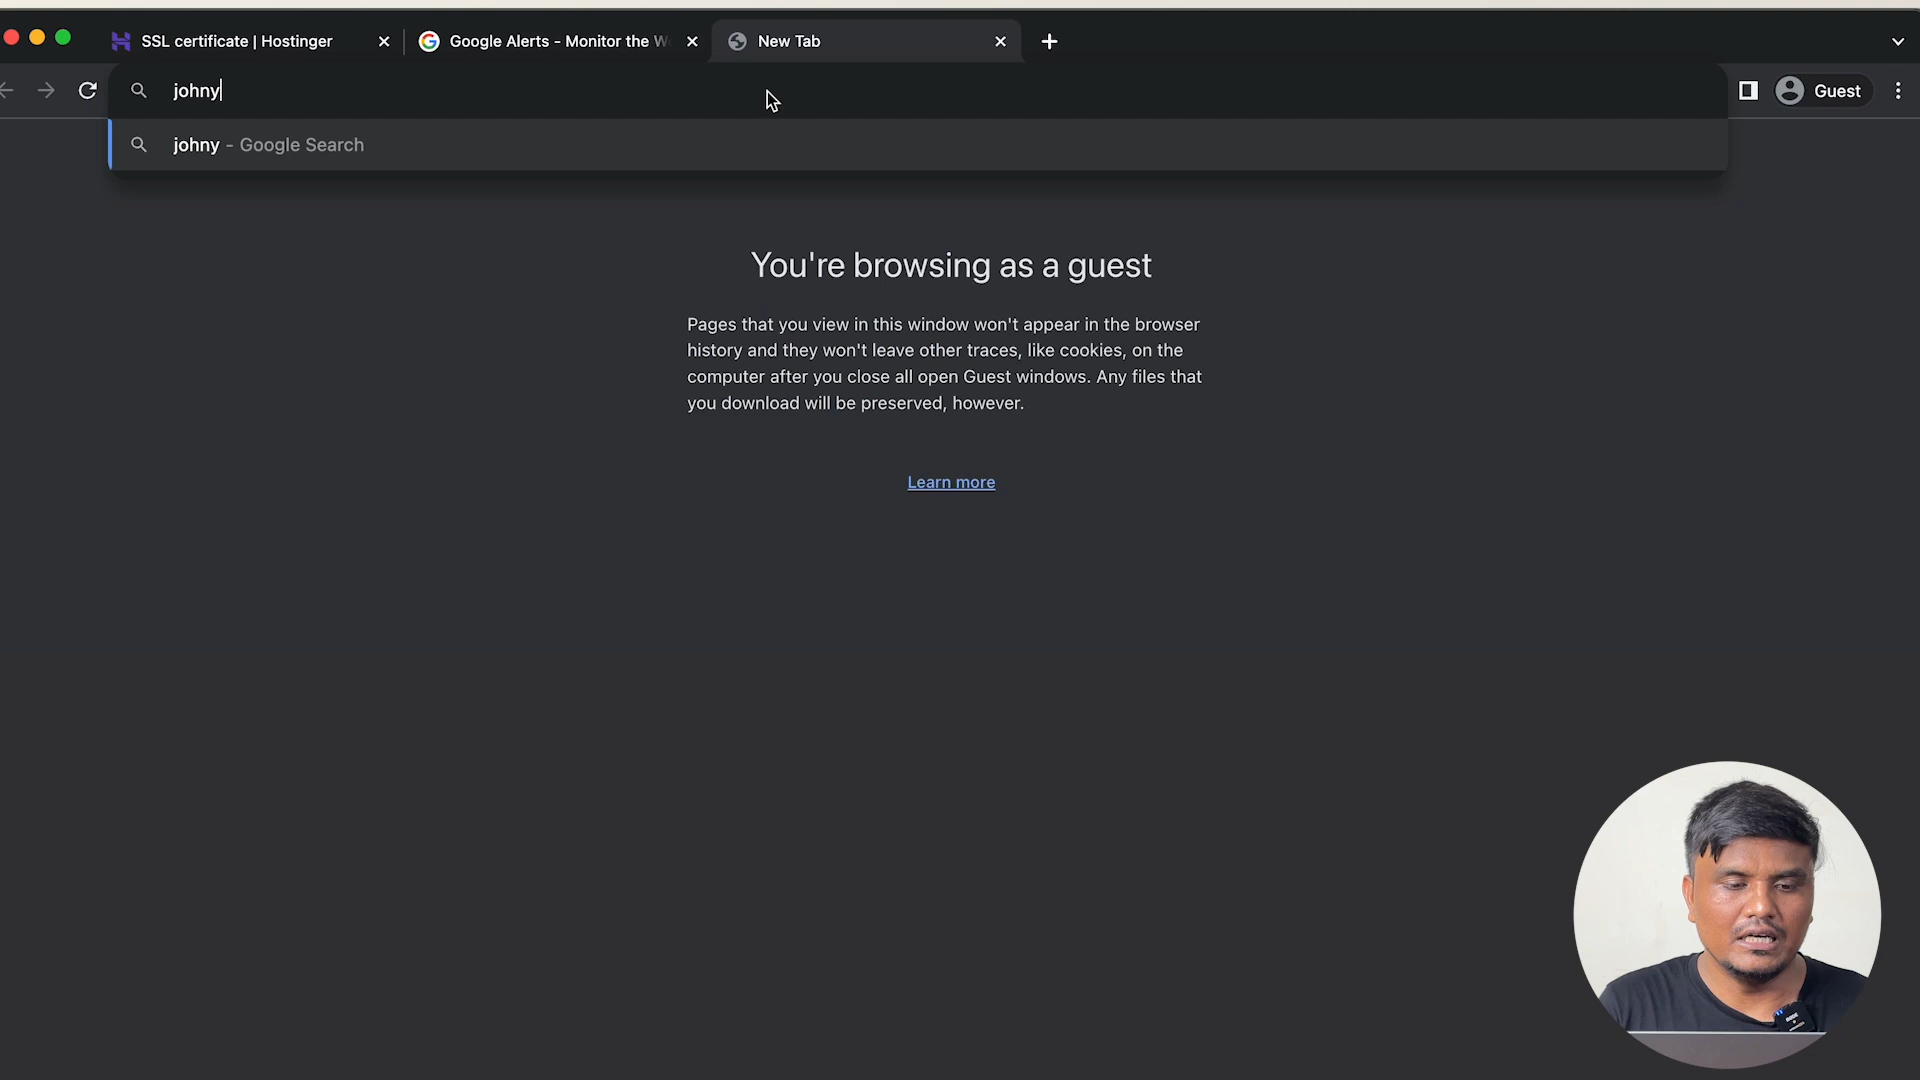 SSL certificate | Hostinger
Google Alerts - Monitor the W
New Tab
johny
Guest
johny - Google Search
You're browsing as a guest
Pages that you view in this window won't appear in the browser
history and they won't leave other traces, like cookies, on the
computer after you close all open Guest windows. Any files that
you download will be preserved, however.
Learn more